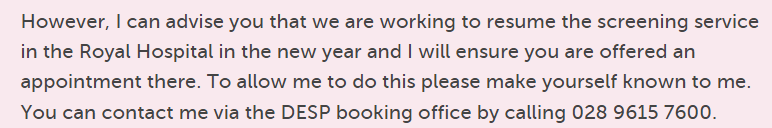 However, I can advise you that we are working to resume the screening service
in the Royal Hospital in the new year and I will ensure you are offered an
appointment there. To allow me to do this please make yourself known to me.
You can contact me via the DESP booking office by calling 028 9615 7600.